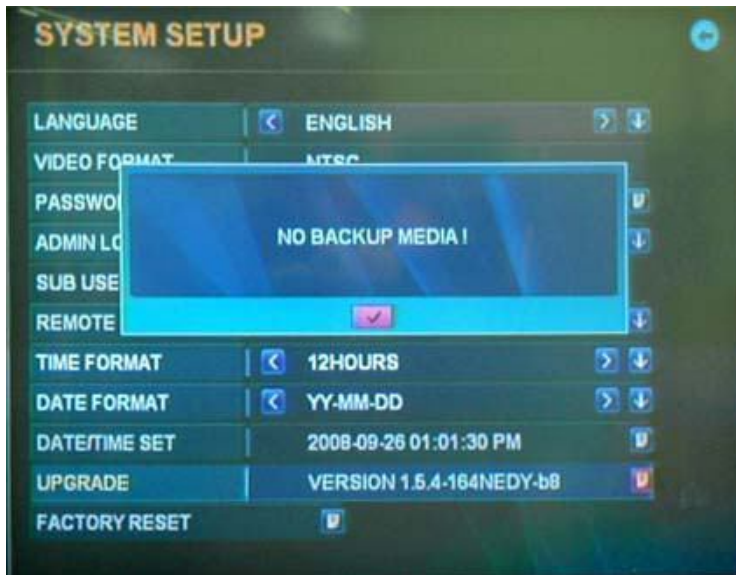 SYSTEM SETUP
LANGUAGE ENGLISH
VIDEO FORMAT NTSC
NO BACKUP MEDIA !
TIME FORMAT 12HOURS
DATE FORMAT YY-MM-DD
DATE/TIME SET 2008-09-26 01:01:30 PM
UPGRADE VERSION 1.5.4-164NEDY-b8
FACTORY RESET